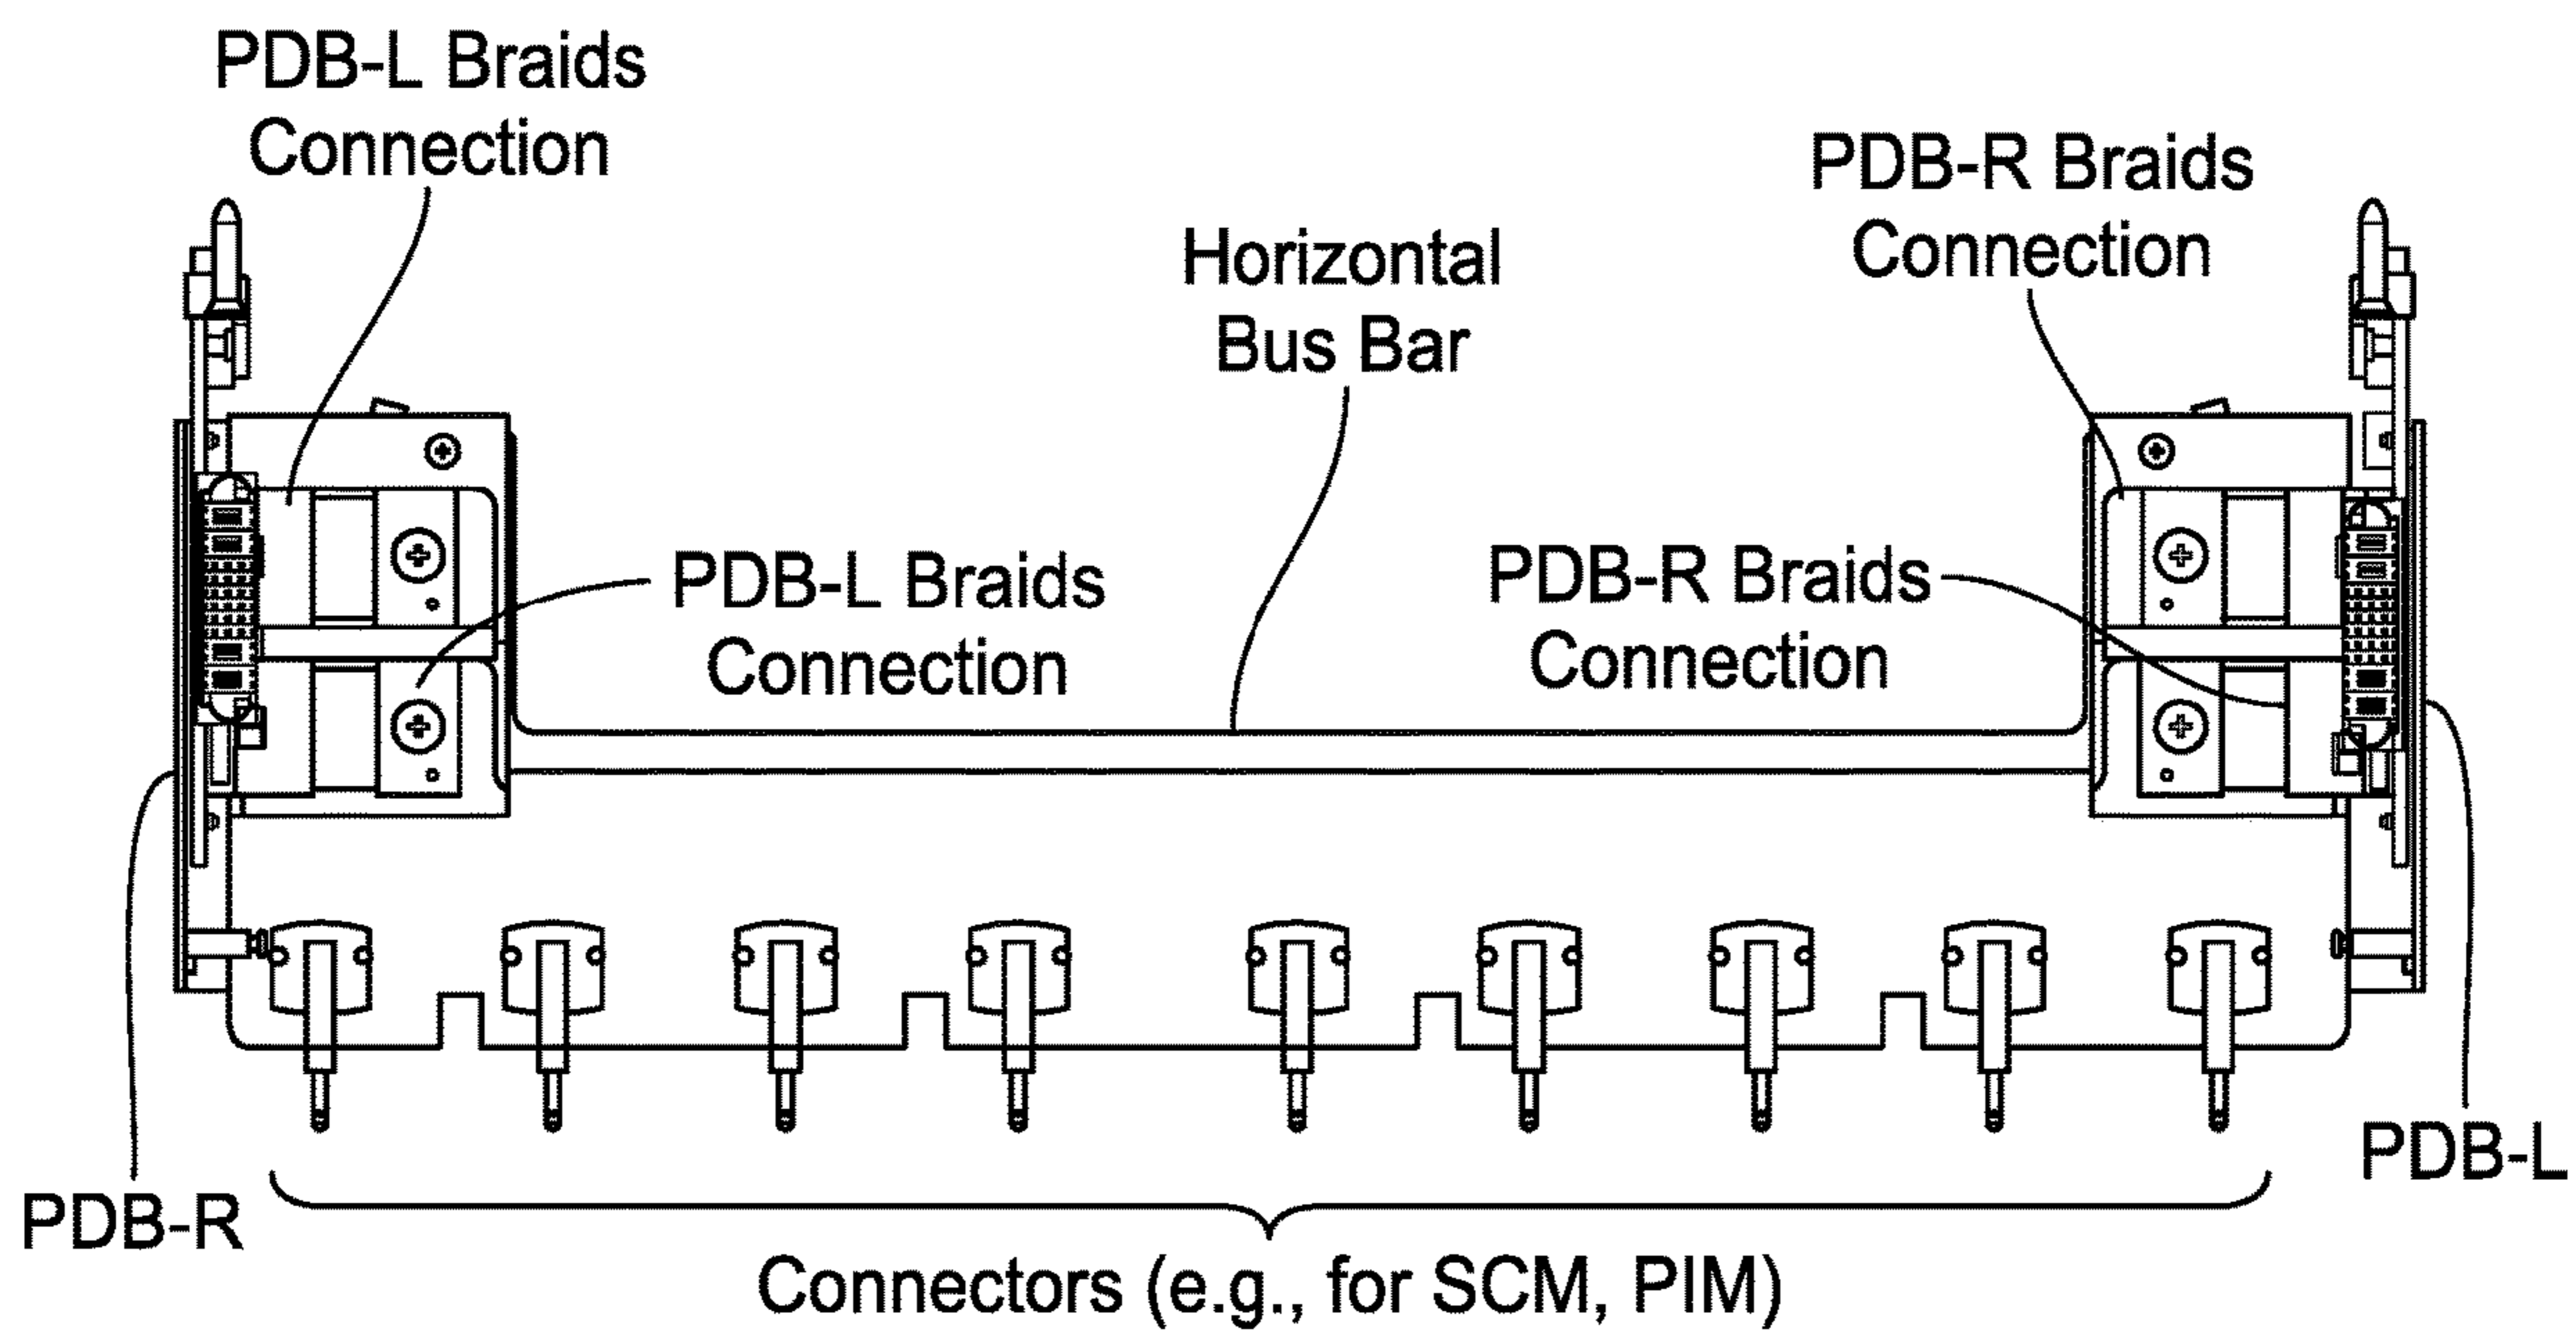 PDB-L Braids
Connection
PDB-R Braids
Connection
Horizontal
Bus Bar
PDB-L Braids
Connection
PDB-R Braids
Connection
PDB-R
PDB-L
Connectors (e.g., for SCM, PIM)